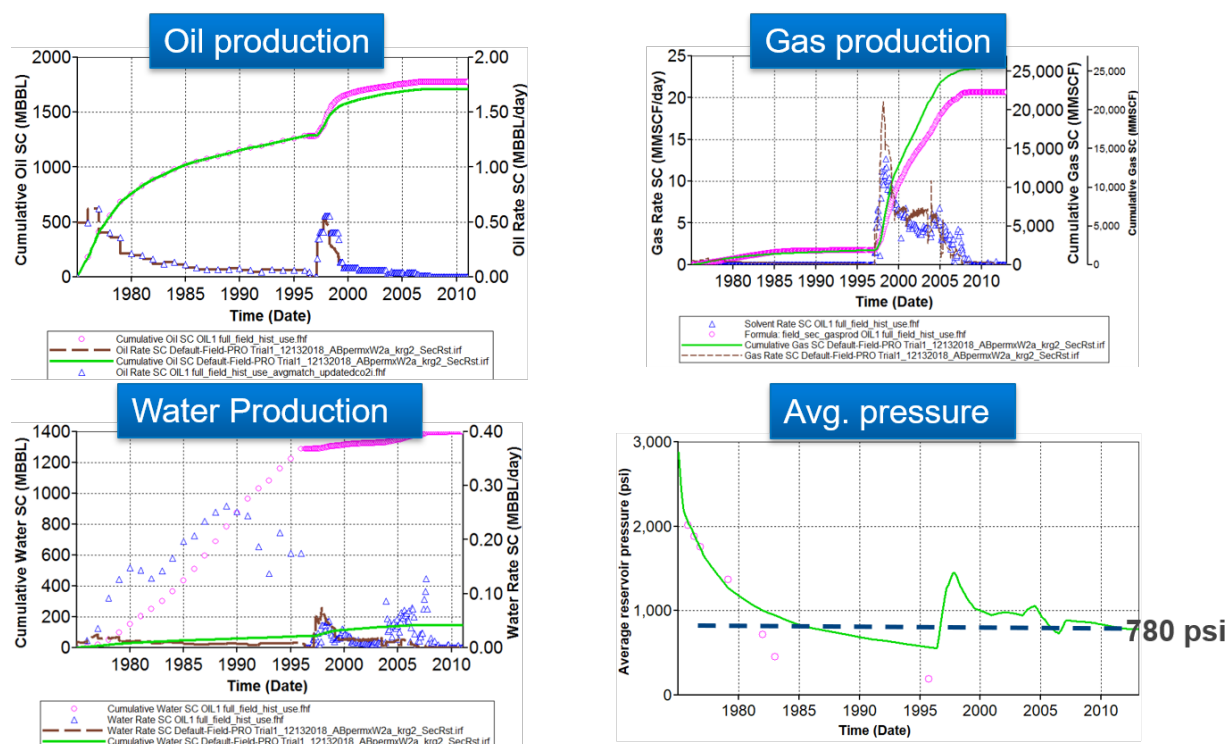 Oil production
Cumulative Oil SC (MBBL)
2000
1500
1000
500
0
2.00
1.50
1.00
0.50
0.00
Oil Rate SC (MBBL/day)
1980 1985 1990 1995 2000 2005 2010
Time (Date)
Cumulative Oil SC OIL1 full_field_hist_use.fhf
Oil Rate SC Default-Field-PRO Trial1_12132018_ABpermxW2a_krg2_SecRst.irf
Cumulative Oil SC Default-Field-PRO Trial1_12132018_ABpermxW2a_krg2_SecRst.irf
Oil Rate SC OIL1 full_field_hist_use_avgmatch_updatedco2i.fhf
Gas production
Gas Rate SC (MMSCF/day)
25
20
15
10
5
0
25,000
20,000
15,000
10,000
5,000
0
Cumulative Gas SC (MMSCF)
25,000
20,000
15,000
10,000
5,000
0
Cumulative Gas SC (MMSCF)
1980 1985 1990 1995 2000 2005 2010
Time (Date)
Solvent Rate SC OIL1 full_field_hist_use.fhf
Formula: field_sec_gasprod OIL1 full_field_hist_use.fhf
Cumulative Gas SC Default-Field-PRO Trial1_12132018_ABpermxW2a_krg2_SecRst.irf
Gas Rate SC Default-Field-PRO Trial1_12132018_ABpermxW2a_krg2_SecRst.irf
Water Production
Cumulative Water SC (MBBL)
1400
1200
1000
800
600
400
200
0
0.40
0.30
0.20
0.10
0.00
Water Rate SC (MBBL/day)
1980 1985 1990 1995 2000 2005 2010
Time (Date)
Cumulative Water SC OIL1 full_field_hist_use.fhf
Water Rate SC OIL1 full_field_hist_use.fhf
Water Rate SC Default-Field-PRO Trial1_12132018_ABpermxW2a_krg2_SecRst.irf
Cumulative Water SC Default-Field-PRO Trial1_12132018_ABpermxW2a_krg2_SecRst.irf
Avg. pressure
Average reservoir pressure (psi)
3,000
2,000
1,000
0
780 psi
1980 1985 1990 1995 2000 2005 2010
Time (Date)